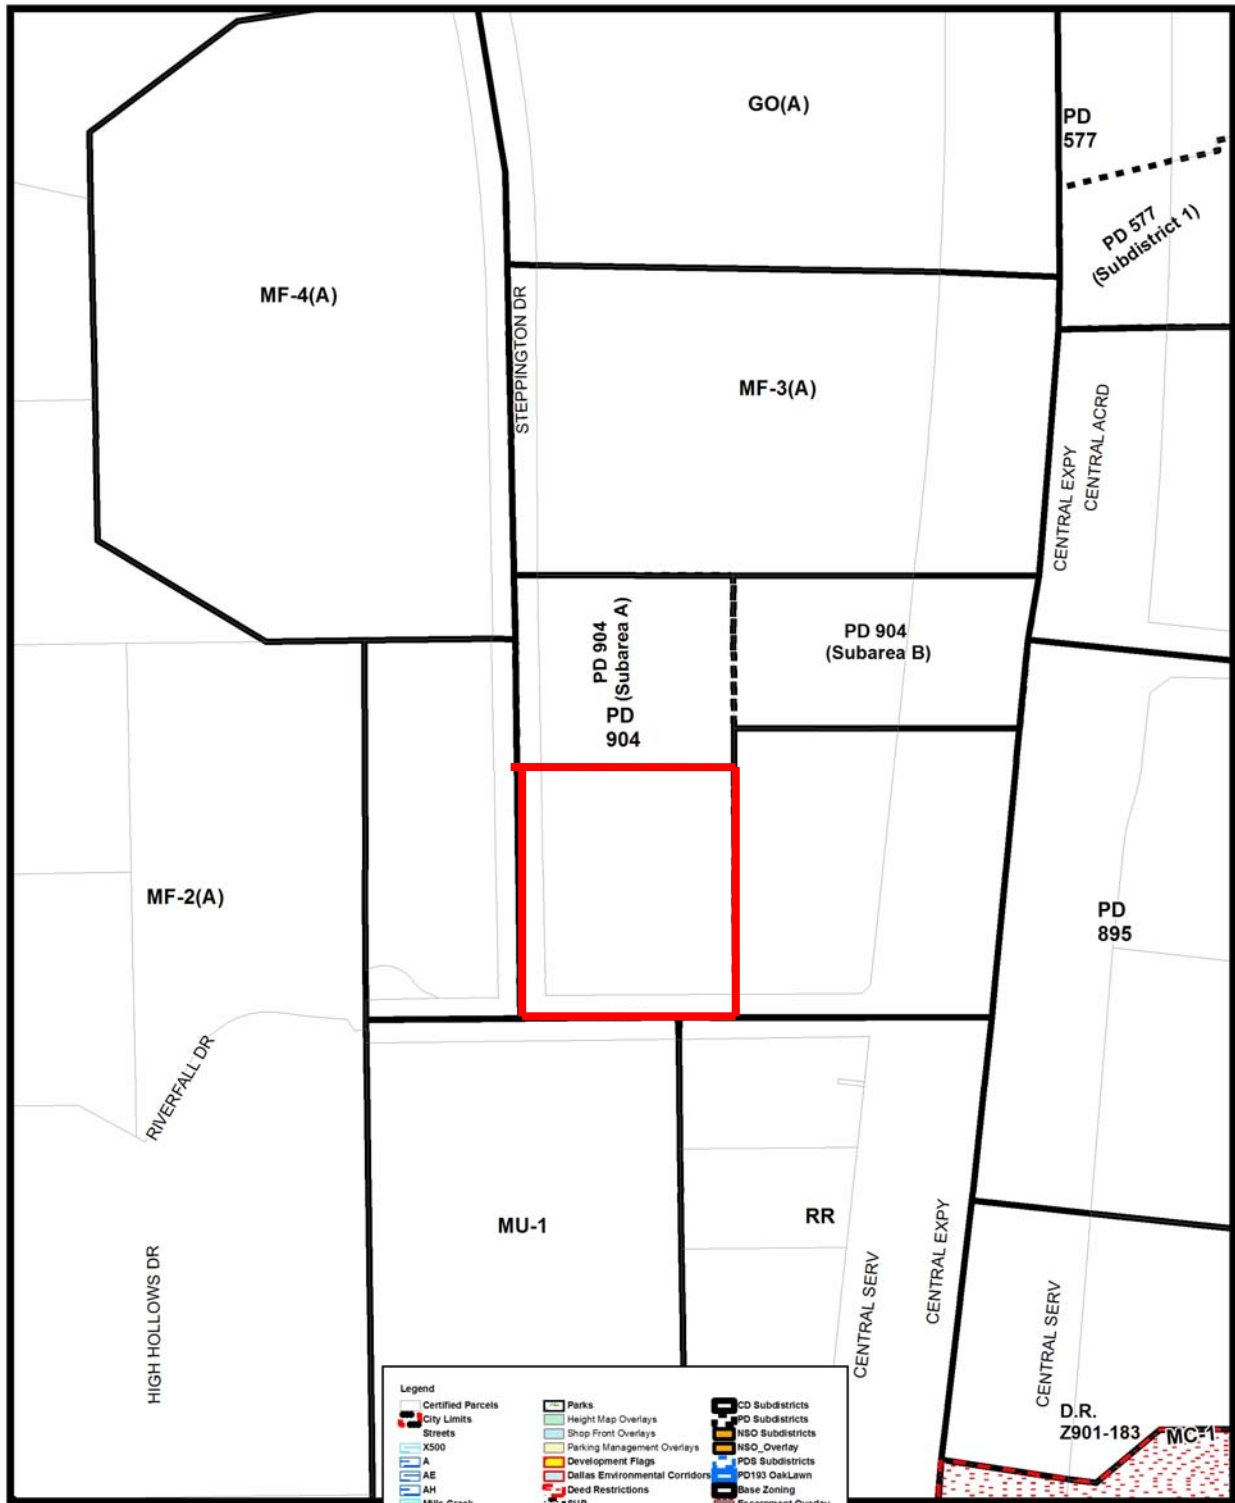 GO(A)
PD
577
PD 577
(Subdistrict 1)
MF-4(A)
STEPPINGTON DR
MF-3(A)
CENTRAL EXPY
CENTRAL ACRD
PD 904
(Subarea A)
PD 904
(Subarea B)
PD
904
MF-2(A)
PD
895
RIVERFALL DR
MU-1
RR
HIGH HOLLOWS DR
CENTRAL SERV
CENTRAL EXPY
CENTRAL SERV
D.R.
Z901-183
MC-1
Legend
Certified Parcels
City Limits
Streets
X500
A
AE
AH
Parks
Height Map Overlays
Shop Front Overlays
Parking Management Overlays
Development Flags
Dallas Environmental Corridors
Deed Restrictions
SUP
CD Subdistricts
PD Subdistricts
NSO Subdistricts
NSO_Overlay
PDS Subdistricts
PD193 OakLawn
Base Zoning